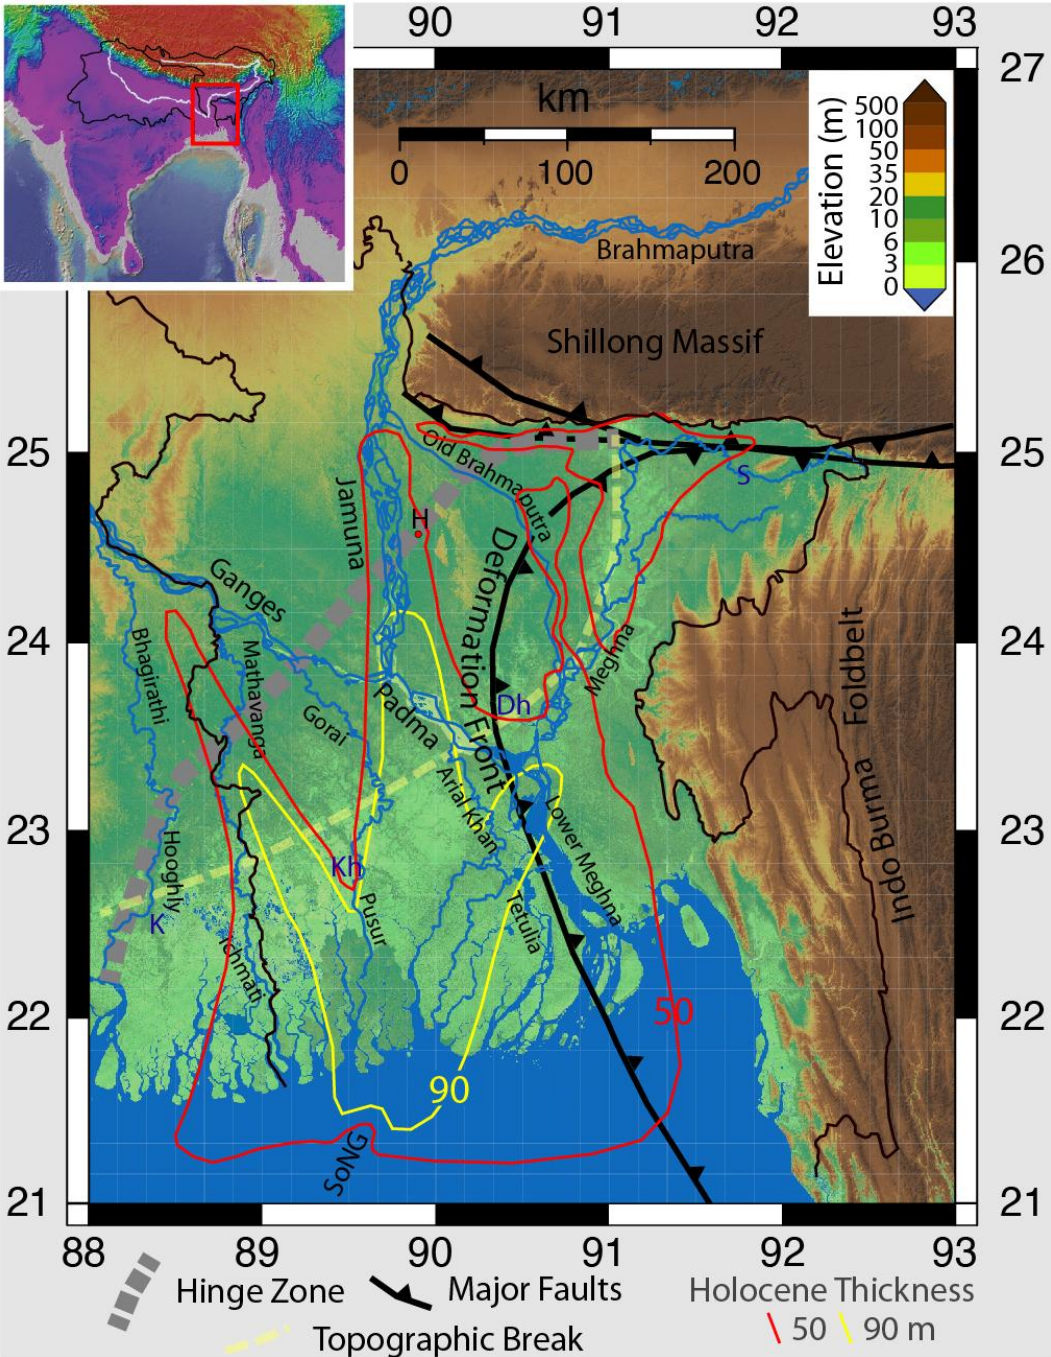 90 91 92 93
27
km
0 100 200
Elevation (m)
500
100
50
35
20
10
6
3
0
Brahmaputra
26
Shillong Massif
25 25
Old Brahmaputra
S
Jamuna
H
Deformation Front
Ganges
24 24
Bhagirathi
Mathavanga
Gorai
Padma
Meghna
Dh
Indo Burma Foldbelt
Arial Khan
Lower Meghna
23 23
Hooghly
Kh
K
Pusur
Tetulia
Ichmati
22 22
50
90
SoNG
21 21
88 89 90 91 92 93
Hinge Zone
Major Faults
Topographic Break
Holocene Thickness
50 90 m